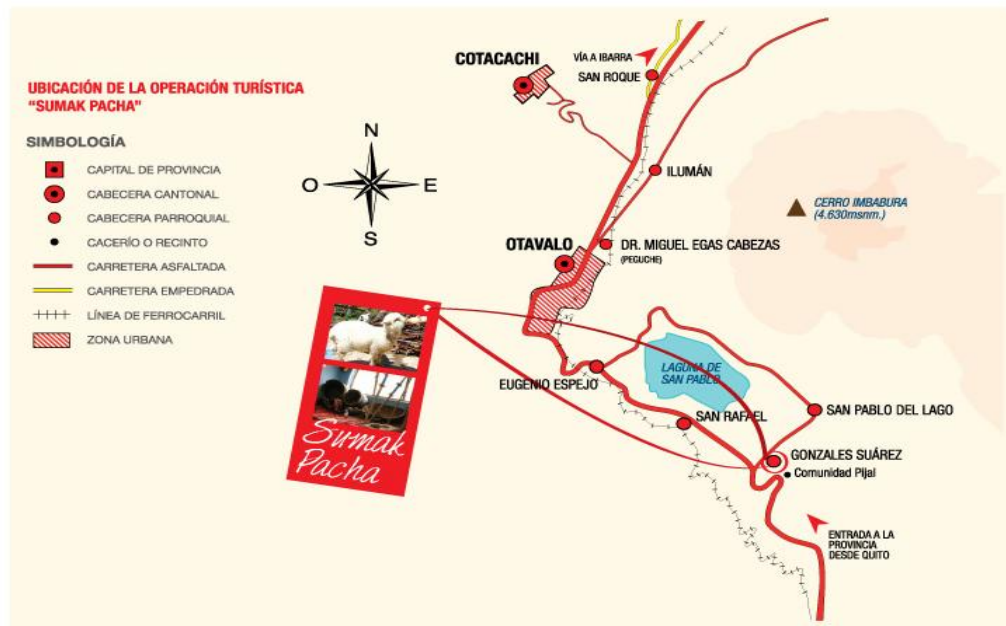 UBICACIÓN DE LA OPERACIÓN TURÍSTICA
"SUMAK PACHA"
SIMBOLOGÍA
CAPITAL DE PROVINCIA
CABECERA CANTONAL
CABECERA PARROQUIAL
CACERÍO O RECINTO
CARRETERA ASFALTADA
CARRETERA EMPEDRADA
LÍNEA DE FERROCARRIL
ZONA URBANA
N
O
E
S
COTACACHI
VÍA A IBARRA
SAN ROQUE
ILUMÁN
CERRO IMBABURA
(4.630msnm.)
OTAVALO
DR. MIGUEL EGAS CABEZAS
(PEGUCHE)
Sumak
Pacha
EUGENIO ESPEJO
LAGUNA DE
SAN PABLO
SAN RAFAEL
SAN PABLO DEL LAGO
GONZALES SUÁREZ
Comunidad Pijal
ENTRADA A LA
PROVINCIA
DESDE QUITO